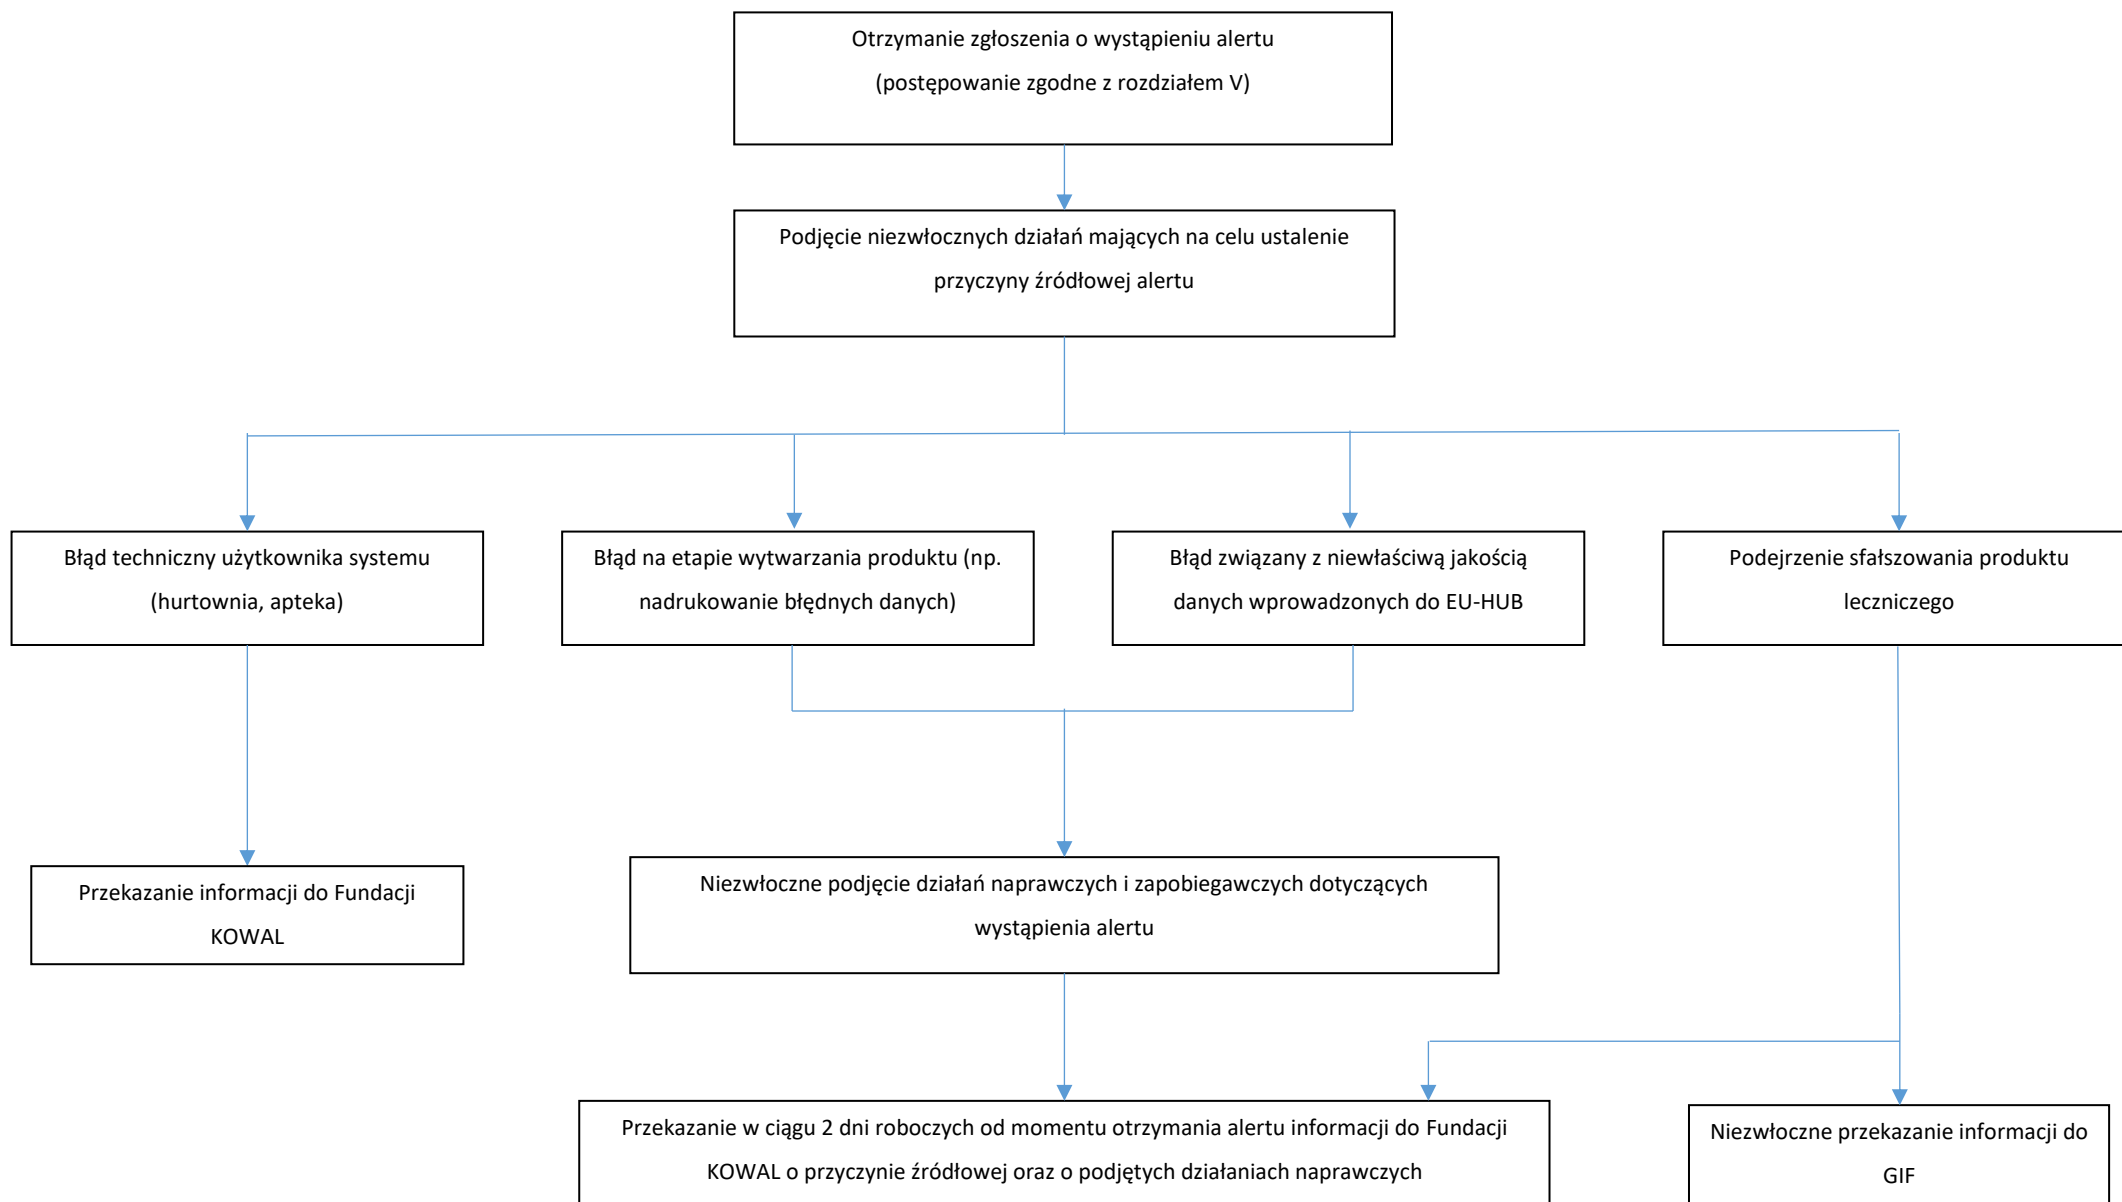 Otrzymanie zgłoszenia o wystąpieniu alertu
(postępowanie zgodne z rozdziałem V)
Podjęcie niezwłocznych działań mających na celu ustalenie
przyczyny źródłowej alertu
Błąd techniczny użytkownika systemu
(hurtownia, apteka)
Błąd na etapie wytwarzania produktu (np.
nadrukowanie błędnych danych)
Błąd związany z niewłaściwą jakością
danych wprowadzonych do EU-HUB
Podejrzenie sfałszowania produktu
leczniczego
Przekazanie informacji do Fundacji
KOWAL
Niezwłoczne podjęcie działań naprawczych i zapobiegawczych dotyczących
wystąpienia alertu
Przekazanie w ciągu 2 dni roboczych od momentu otrzymania alertu informacji do Fundacji
KOWAL o przyczynie źródłowej oraz o podjętych działaniach naprawczych
Niezwłoczne przekazanie informacji do
GIF